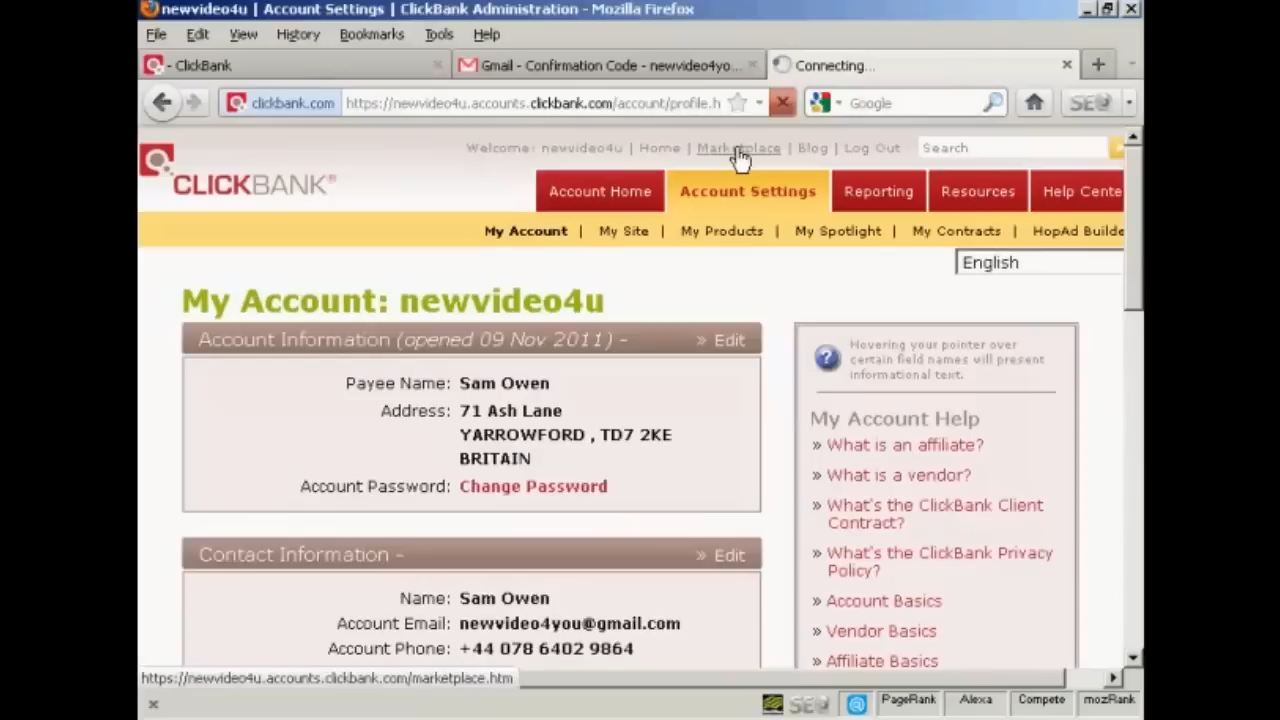 newvideo4u | Account Settings | ClickBank Administration - Mozilla Firefox
File Edit View History Bookmarks Tools Help
- ClickBank
Gmail - Confirmation Code - newvideo4yo...
Connecting...
clickbank.com https://newvideo4u.accounts.clickbank.com/account/profile.h
Google
SEO
Welcome: newvideo4u | Home | Marketplace | Blog | Log Out
Search
CLICKBANK®
Account Home
Account Settings
Reporting
Resources
Help Cente
My Account | My Site | My Products | My Spotlight | My Contracts | HopAd Builde
English
My Account: newvideo4u
Account Information (opened 09 Nov 2011) - » Edit
Payee Name: Sam Owen
Address: 71 Ash Lane
YARROWFORD , TD7 2KE
BRITAIN
Account Password: Change Password
Contact Information - » Edit
Name: Sam Owen
Account Email: newvideo4you@gmail.com
Account Phone: +44 078 6402 9864
Hovering your pointer over
certain field names will present
informational text.
My Account Help
» What is an affiliate?
» What is a vendor?
» What's the ClickBank Client
Contract?
» What's the ClickBank Privacy
Policy?
» Account Basics
» Vendor Basics
» Affiliate Basics
https://newvideo4u.accounts.clickbank.com/marketplace.htm
SEO
PageRank Alexa Compete mozRank